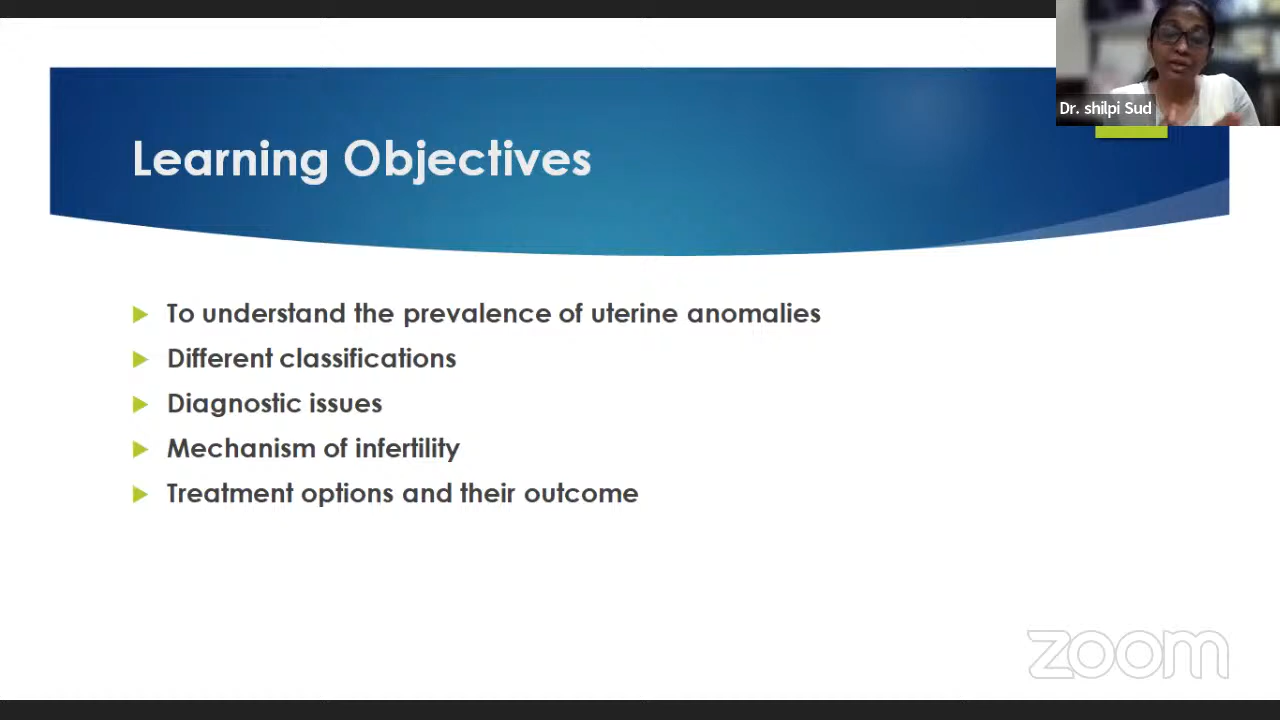 Dr. shilpi Sud
Learning Objectives
To understand the prevalence of uterine anomalies
Different classifications
Diagnostic issues
Mechanism of infertility
Treatment options and their outcome
zoom